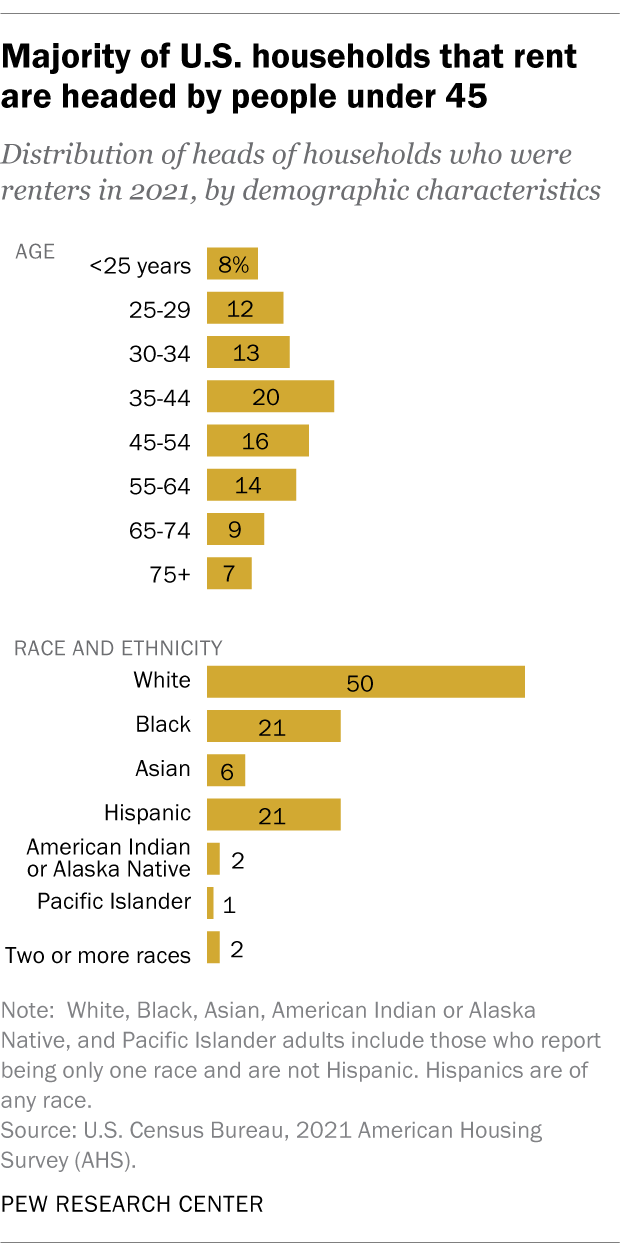 Majority of U.S. households that rent
are headed by people under 45
Distribution of heads of households who were
renters in 2021, by demographic characteristics
AGE
<25 years 8%
25-29 12
30-34 13
35-44 20
45-54 16
55-64 14
65-74 9
75+ 7
RACE AND ETHNICITY
White 50
Black 21
Asian 6
Hispanic 21
American Indian
or Alaska Native 2
Pacific Islander 1
Two or more races 2
Note: White, Black, Asian, American Indian or Alaska
Native, and Pacific Islander adults include those who report
being only one race and are not Hispanic. Hispanics are of
any race.
Source: U.S. Census Bureau, 2021 American Housing
Survey (AHS).
PEW RESEARCH CENTER